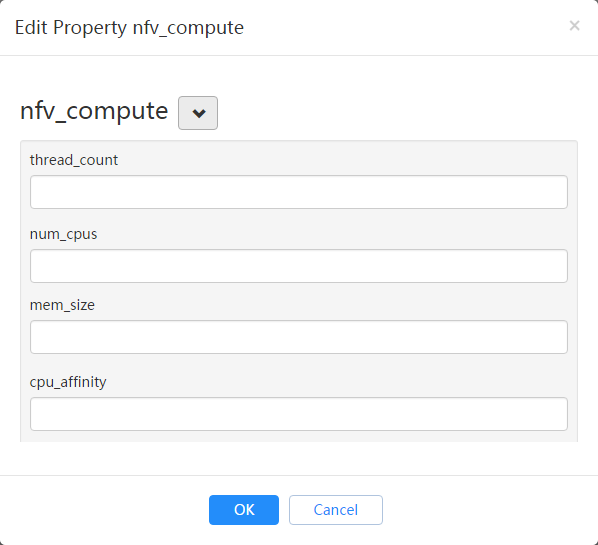 Edit Property nfv_compute
×
nfv_compute
thread_count
num_cpus
mem_size
cpu_affinity
OK
Cancel